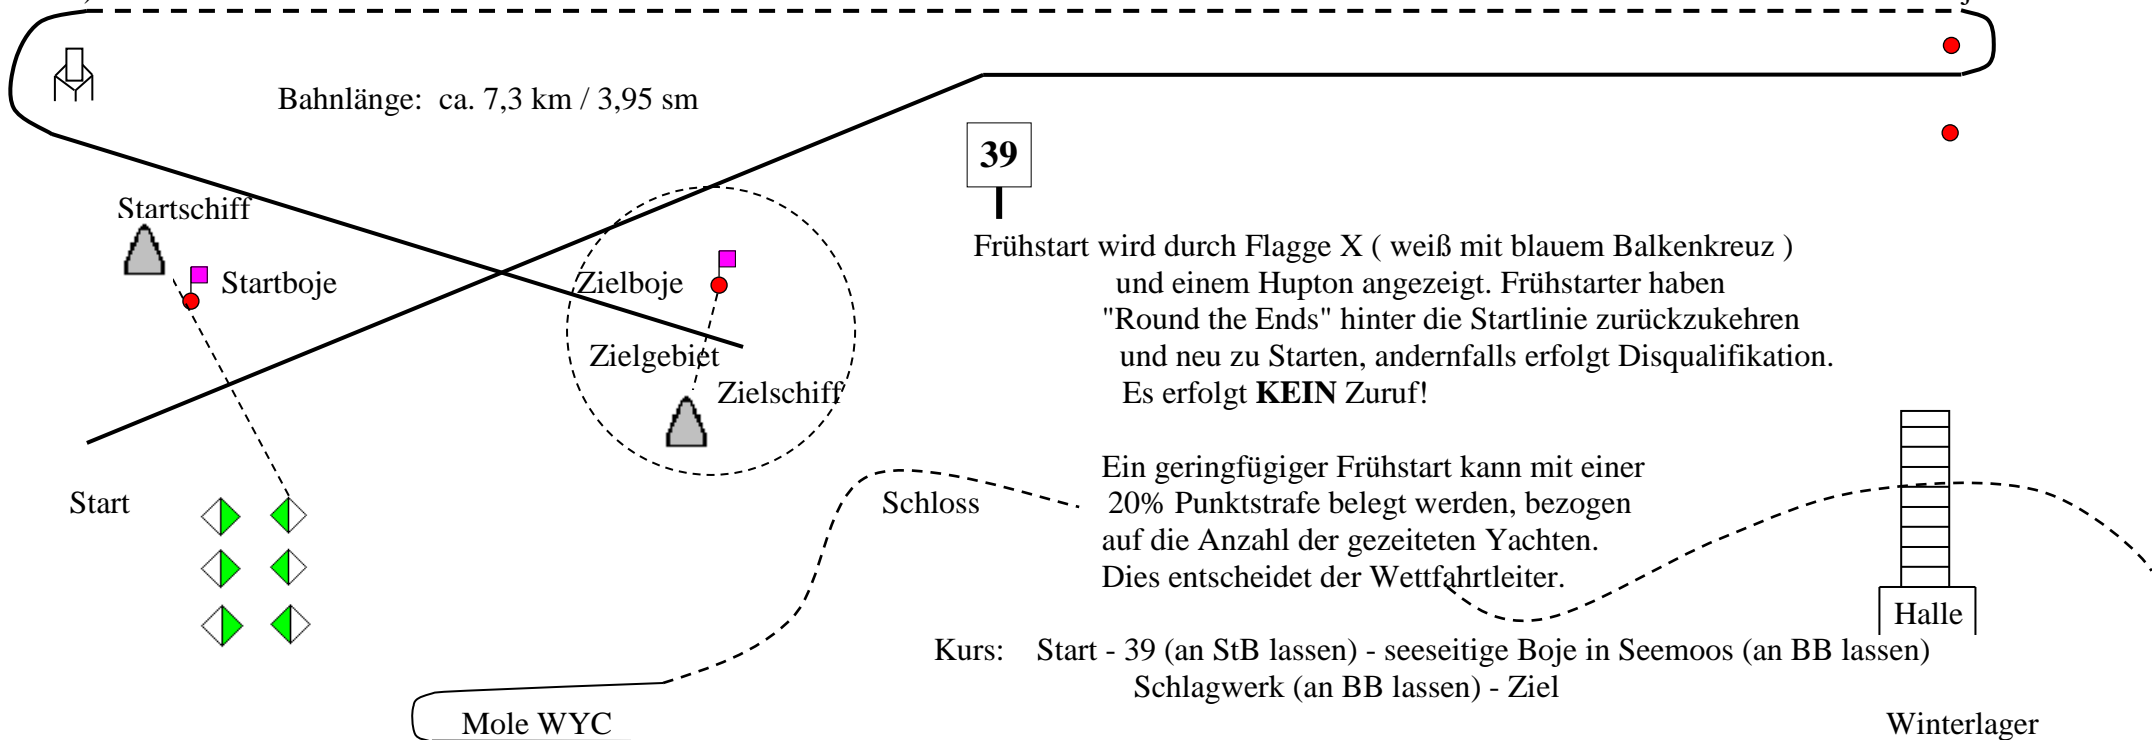 Bahnlänge: ca. 7,3 km / 3,95 sm
39
Startschiff
Startboje
Zielboje
Zielgebiet
Zielschiff
Frühstart wird durch Flagge X ( weiß mit blauem Balkenkreuz )
und einem Hupton angezeigt. Frühstarter haben
"Round the Ends" hinter die Startlinie zurückzukehren
und neu zu Starten, andernfalls erfolgt Disqualifikation.
Es erfolgt KEIN Zuruf!
Start
Schloss
Ein geringfügiger Frühstart kann mit einer
20% Punktstrafe belegt werden, bezogen
auf die Anzahl der gezeiteten Yachten.
Dies entscheidet der Wettfahrtleiter.
Halle
Kurs: Start - 39 (an StB lassen) - seeseitige Boje in Seemoos (an BB lassen)
Schlagwerk (an BB lassen) - Ziel
Mole WYC
Winterlager